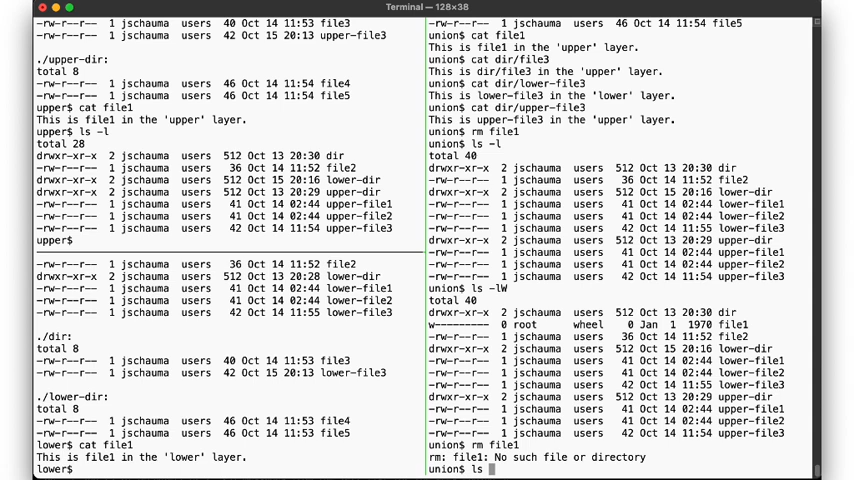 Terminal — 128×38
-rw-r--r--  1 jschauma  users  40 Oct 14 11:53 file3
-rw-r--r--  1 jschauma  users  42 Oct 15 20:13 upper-file3
./upper-dir:
total 8
-rw-r--r--  1 jschauma  users  46 Oct 14 11:54 file4
-rw-r--r--  1 jschauma  users  46 Oct 14 11:54 file5
upper$ cat file1
This is file1 in the 'upper' layer.
upper$ ls -l
total 28
drwxr-xr-x  2 jschauma  users  512 Oct 13 20:30 dir
-rw-r--r--  1 jschauma  users   36 Oct 14 11:52 file2
drwxr-xr-x  2 jschauma  users  512 Oct 15 20:16 lower-dir
drwxr-xr-x  2 jschauma  users  512 Oct 13 20:29 upper-dir
-rw-r--r--  1 jschauma  users   41 Oct 14 02:44 upper-file1
-rw-r--r--  1 jschauma  users   41 Oct 14 02:44 upper-file2
-rw-r--r--  1 jschauma  users   42 Oct 14 11:54 upper-file3
upper$
-rw-r--r--  1 jschauma  users   36 Oct 14 11:52 file2
drwxr-xr-x  2 jschauma  users  512 Oct 13 20:28 lower-dir
-rw-r--r--  1 jschauma  users   41 Oct 14 02:44 lower-file1
-rw-r--r--  1 jschauma  users   41 Oct 14 02:44 lower-file2
-rw-r--r--  1 jschauma  users   42 Oct 14 11:55 lower-file3
./dir:
total 8
-rw-r--r--  1 jschauma  users  40 Oct 14 11:53 file3
-rw-r--r--  1 jschauma  users  42 Oct 15 20:13 lower-file3
./lower-dir:
total 8
-rw-r--r--  1 jschauma  users  46 Oct 14 11:53 file4
-rw-r--r--  1 jschauma  users  46 Oct 14 11:53 file5
lower$ cat file1
This is file1 in the 'lower' layer.
lower$
-rw-r--r--  1 jschauma  users  46 Oct 14 11:54 file5
union$ cat file1
This is file1 in the 'upper' layer.
union$ cat dir/file3
This is dir/file3 in the 'upper' layer.
union$ cat dir/lower-file3
This is lower-file3 in the 'lower' layer.
union$ cat dir/upper-file3
This is upper-file3 in the 'upper' layer.
union$ rm file1
union$ ls -l
total 40
drwxr-xr-x  2 jschauma  users  512 Oct 13 20:30 dir
-rw-r--r--  1 jschauma  users   36 Oct 14 11:52 file2
drwxr-xr-x  2 jschauma  users  512 Oct 15 20:16 lower-dir
-rw-r--r--  1 jschauma  users   41 Oct 14 02:44 lower-file1
-rw-r--r--  1 jschauma  users   41 Oct 14 02:44 lower-file2
-rw-r--r--  1 jschauma  users   42 Oct 14 11:55 lower-file3
drwxr-xr-x  2 jschauma  users  512 Oct 13 20:29 upper-dir
-rw-r--r--  1 jschauma  users   41 Oct 14 02:44 upper-file1
-rw-r--r--  1 jschauma  users   41 Oct 14 02:44 upper-file2
-rw-r--r--  1 jschauma  users   42 Oct 14 11:54 upper-file3
union$ ls -lW
total 40
drwxr-xr-x  2 jschauma  users  512 Oct 13 20:30 dir
w---------  0 root      wheel    0 Jan  1  1970 file1
-rw-r--r--  1 jschauma  users   36 Oct 14 11:52 file2
drwxr-xr-x  2 jschauma  users  512 Oct 15 20:16 lower-dir
-rw-r--r--  1 jschauma  users   41 Oct 14 02:44 lower-file1
-rw-r--r--  1 jschauma  users   41 Oct 14 02:44 lower-file2
-rw-r--r--  1 jschauma  users   42 Oct 14 11:55 lower-file3
drwxr-xr-x  2 jschauma  users  512 Oct 13 20:29 upper-dir
-rw-r--r--  1 jschauma  users   41 Oct 14 02:44 upper-file1
-rw-r--r--  1 jschauma  users   41 Oct 14 02:44 upper-file2
-rw-r--r--  1 jschauma  users   42 Oct 14 11:54 upper-file3
union$ rm file1
rm: file1: No such file or directory
union$ ls